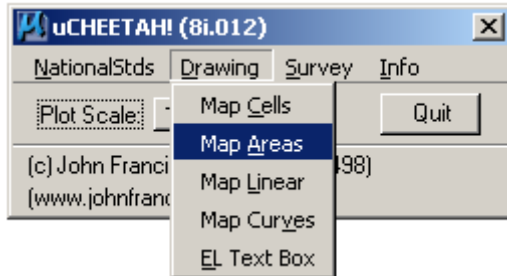 uCHEETAH! (8i.012)
NationalStds Drawing Survey Info
Plot Scale: Quit
Map Cells
Map Areas
Map Linear
Map Curves
EL Text Box
(c) John Franci 498)
(www.johnfranc